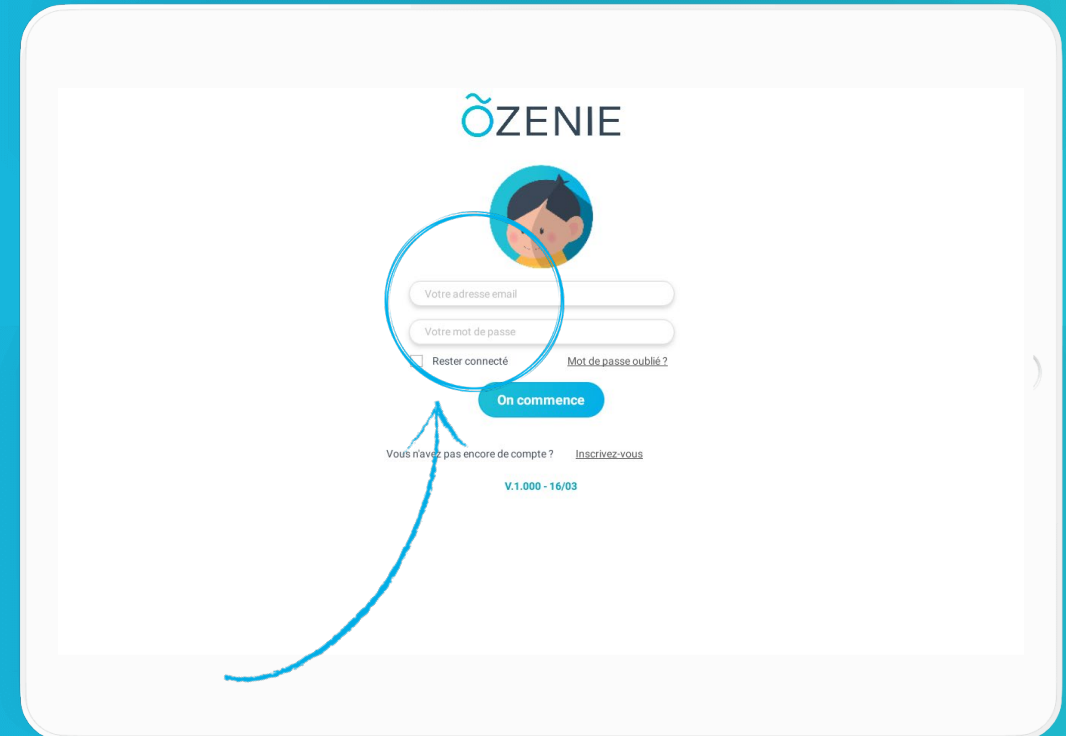 ÕZENIE
Votre adresse email
Votre mot de passe
Rester connecté Mot de passe oublié ?
On commence
Vous n'avez pas encore de compte ? Inscrivez-vous
V.1.000 - 16/03